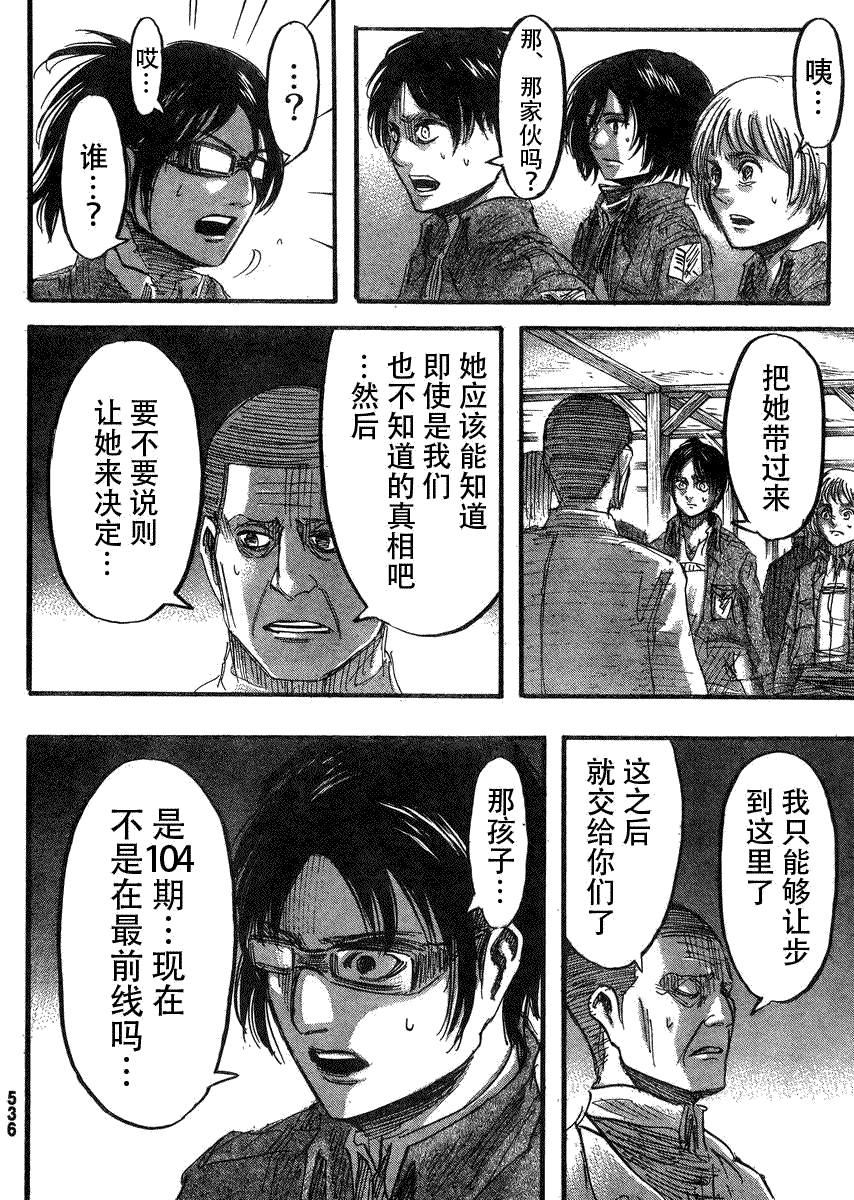 咦…
那、
那家伙吗？
…？
哎…
谁…？
把她带过来
她应该能知道
即使是我们
也不知道的真相吧
…然后
要不要说则
让她来决定…
我只能够让步
到这里了
这之后
就交给你们了
那孩子…
是104期…现在
不是在最前线吗…
536